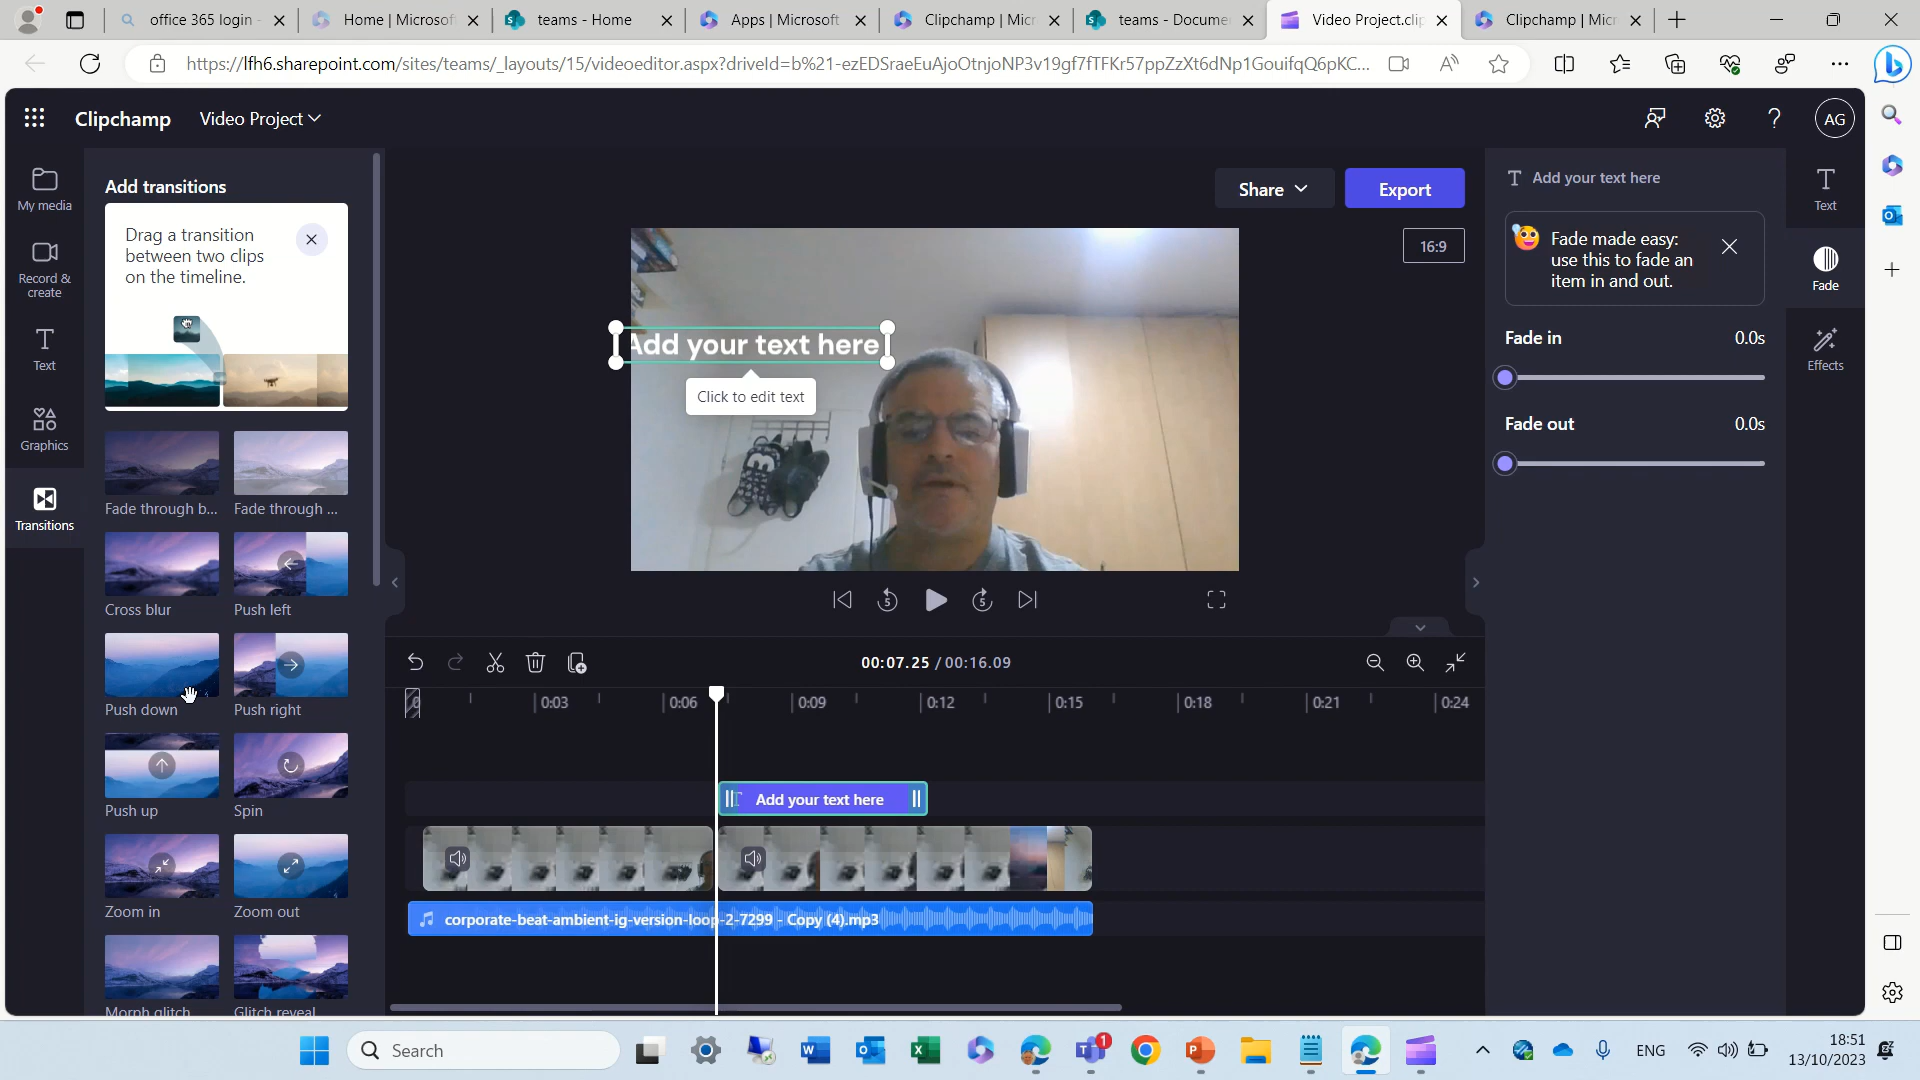 office 365 login -
Home | Microsof
teams - Home
Apps | Microsoft
Clipchamp | Micr
teams - Docume
Video Project.clip
Clipchamp | Micr
https://lfh6.sharepoint.com/sites/teams/_layouts/15/videoeditor.aspx?driveId=b%21-ezEDSraeEuAjoOtnjoNP3v19gf7fTFKr57ppZzXt6dNp1GouifqQ6pKC...
Clipchamp
Video Project
AG
My media
Record & create
Text
Graphics
Transitions
Add transitions
Drag a transition
between two clips
on the timeline.
Fade through b...
Fade through ...
Cross blur
Push left
Push down
Push right
Push up
Spin
Zoom in
Zoom out
Morph glitch
Glitch reveal
Share
Export
16:9
Add your text here
Click to edit text
5
5
00:07.25 / 00:16.09
0
0:03
0:06
0:09
0:12
0:15
0:18
0:21
0:24
Add your text here
corporate-beat-ambient-ig-version-loop-2-7299 - Copy (4).mp3
Add your text here
Fade made easy:
use this to fade an
item in and out.
Fade in
0.0s
Fade out
0.0s
Text
Fade
Effects
Search
1
ENG
18:51
13/10/2023